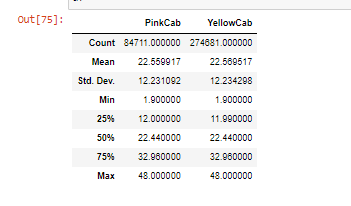 Out[75]:
PinkCab YellowCab
Count 84711.000000 274681.000000
Mean 22.559917 22.569517
Std. Dev. 12.231092 12.234298
Min 1.900000 1.900000
25% 12.000000 11.990000
50% 22.440000 22.440000
75% 32.960000 32.960000
Max 48.000000 48.000000